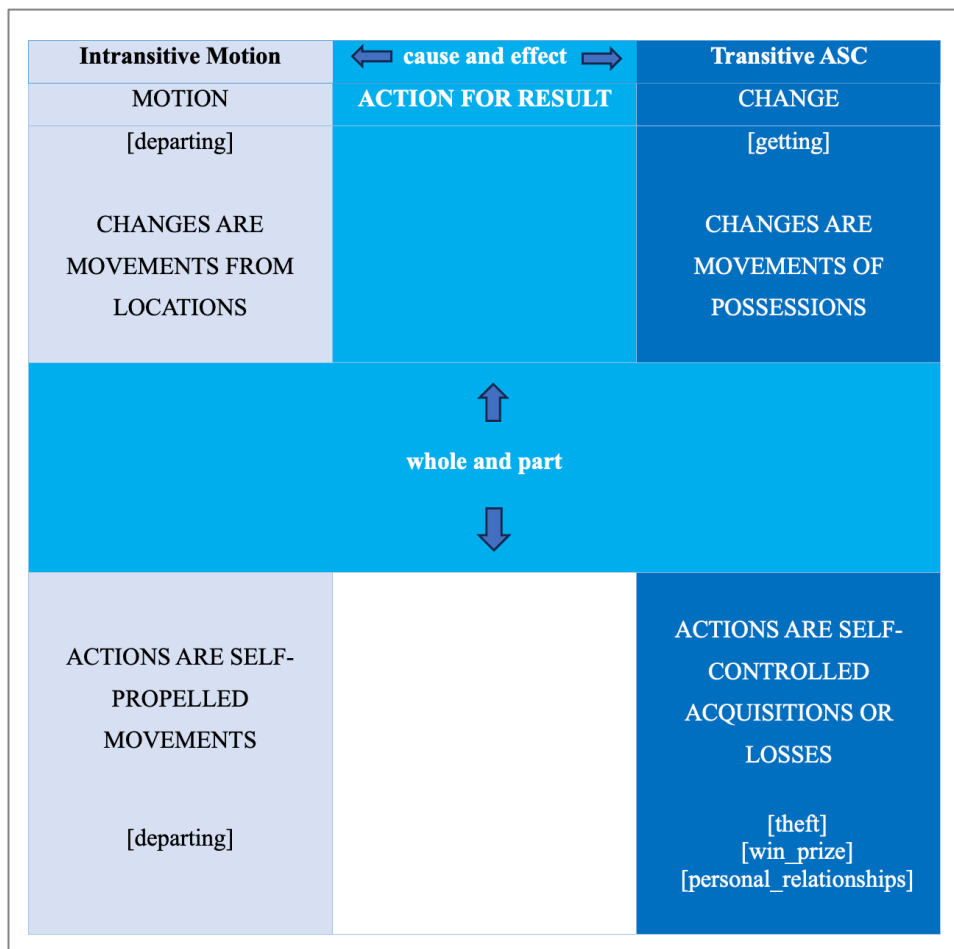 Intransitive Motion
cause and effect
Transitive ASC
MOTION
ACTION FOR RESULT
CHANGE
[departing]
[getting]
CHANGES ARE
MOVEMENTS FROM
LOCATIONS
CHANGES ARE
MOVEMENTS OF
POSSESSIONS
whole and part
ACTIONS ARE SELF-
PROPELLED
MOVEMENTS
[departing]
ACTIONS ARE SELF-
CONTROLLED
ACQUISITIONS OR
LOSSES
[theft]
[win_prize]
[personal_relationships]